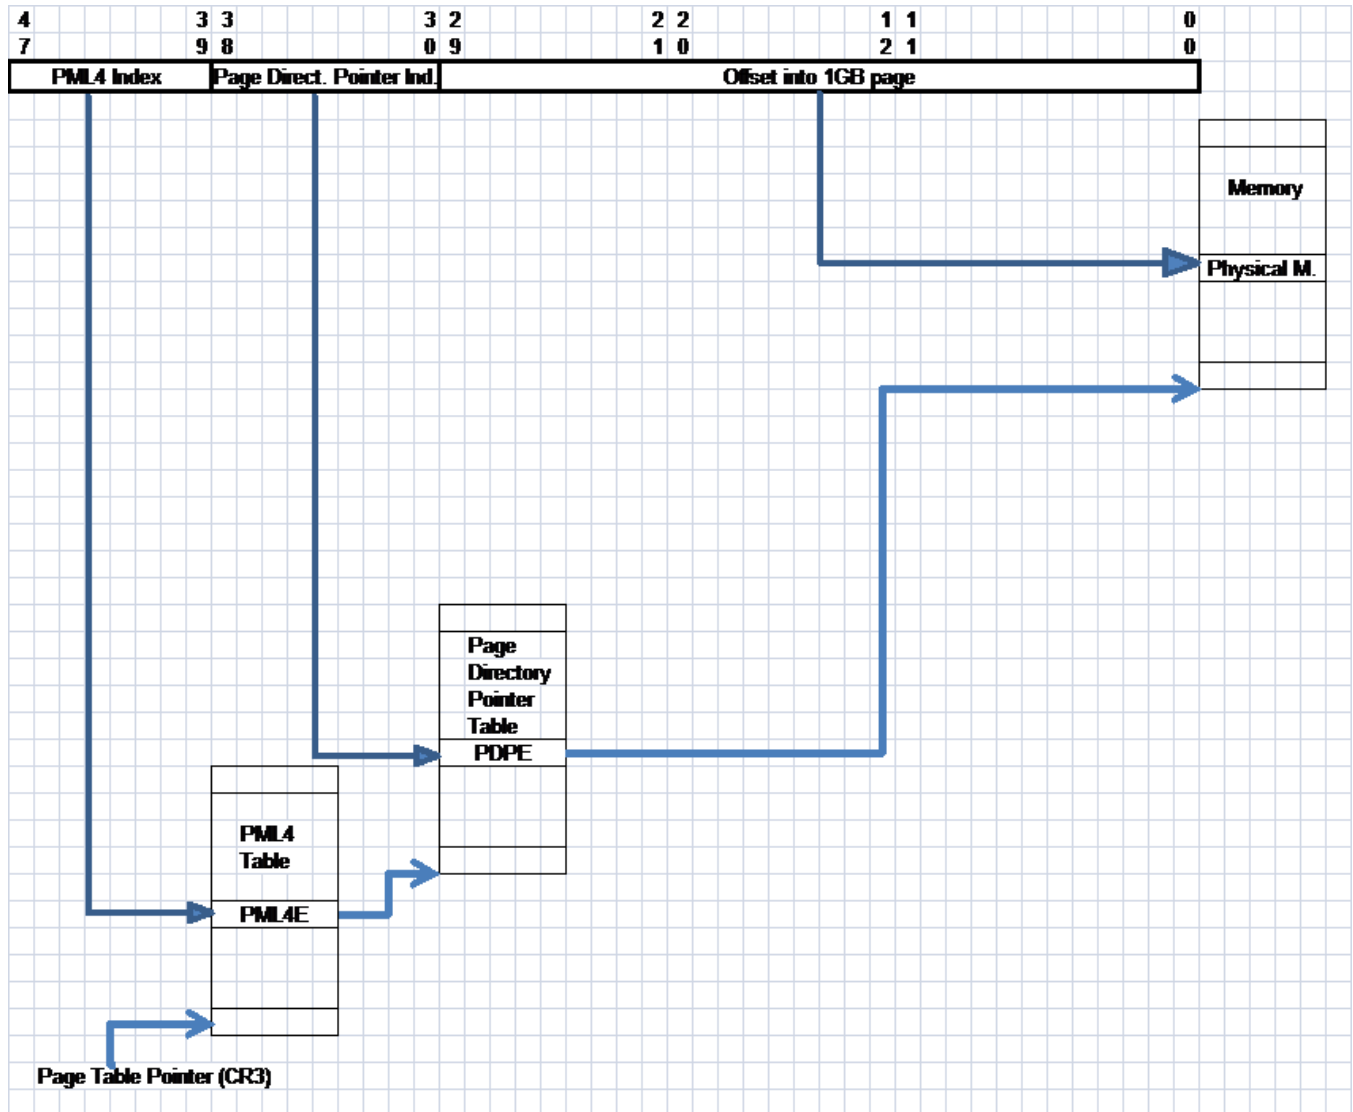 4 3 3 3 2 2 2 1 1 0
7 9 8 0 9 1 0 2 1 0
PML4 Index Page Direct. Pointer Ind. Offset into 1GB page
Memory
Physical M.
Page
Directory
Pointer
Table
PDPE
PML4
Table
PML4E
Page Table Pointer (CR3)